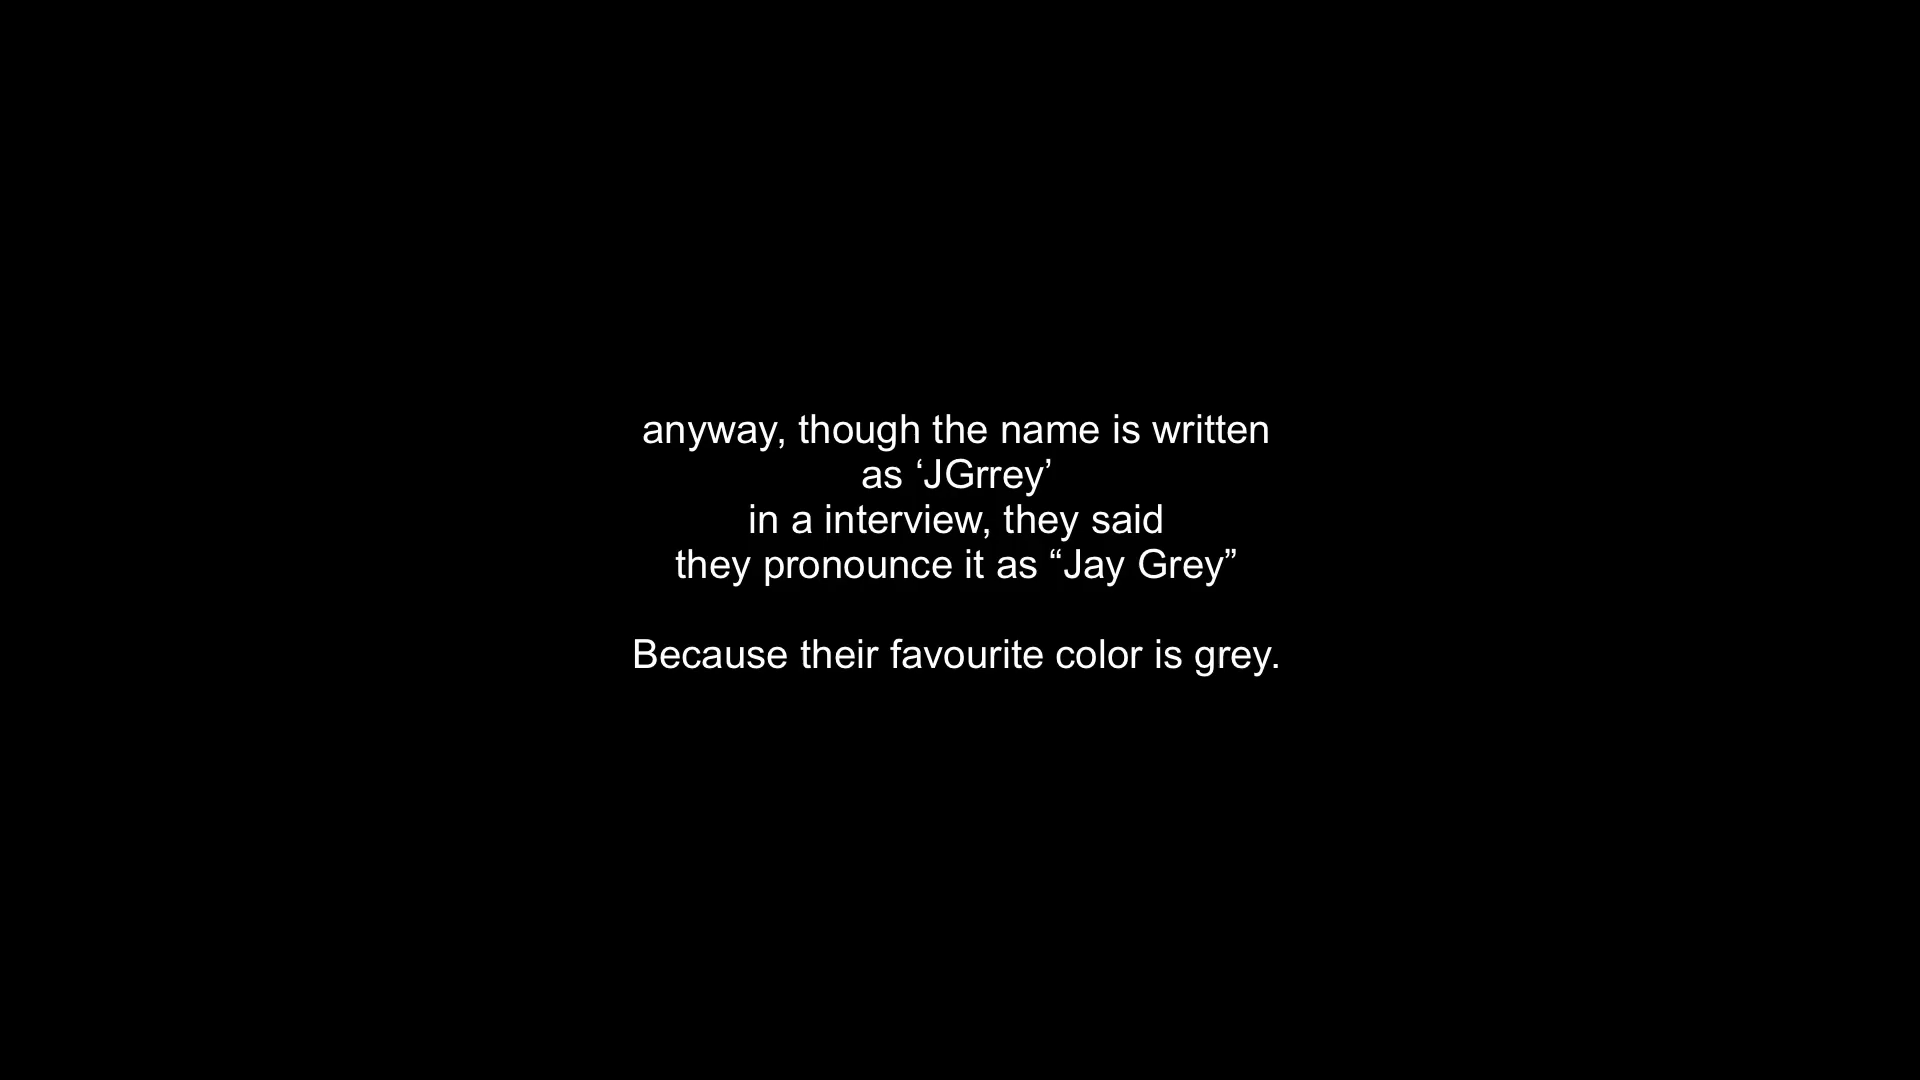 anyway, though the name is written
as ‘JGrrey’
in a interview, they said
they pronounce it as “Jay Grey”
Because their favourite color is grey.